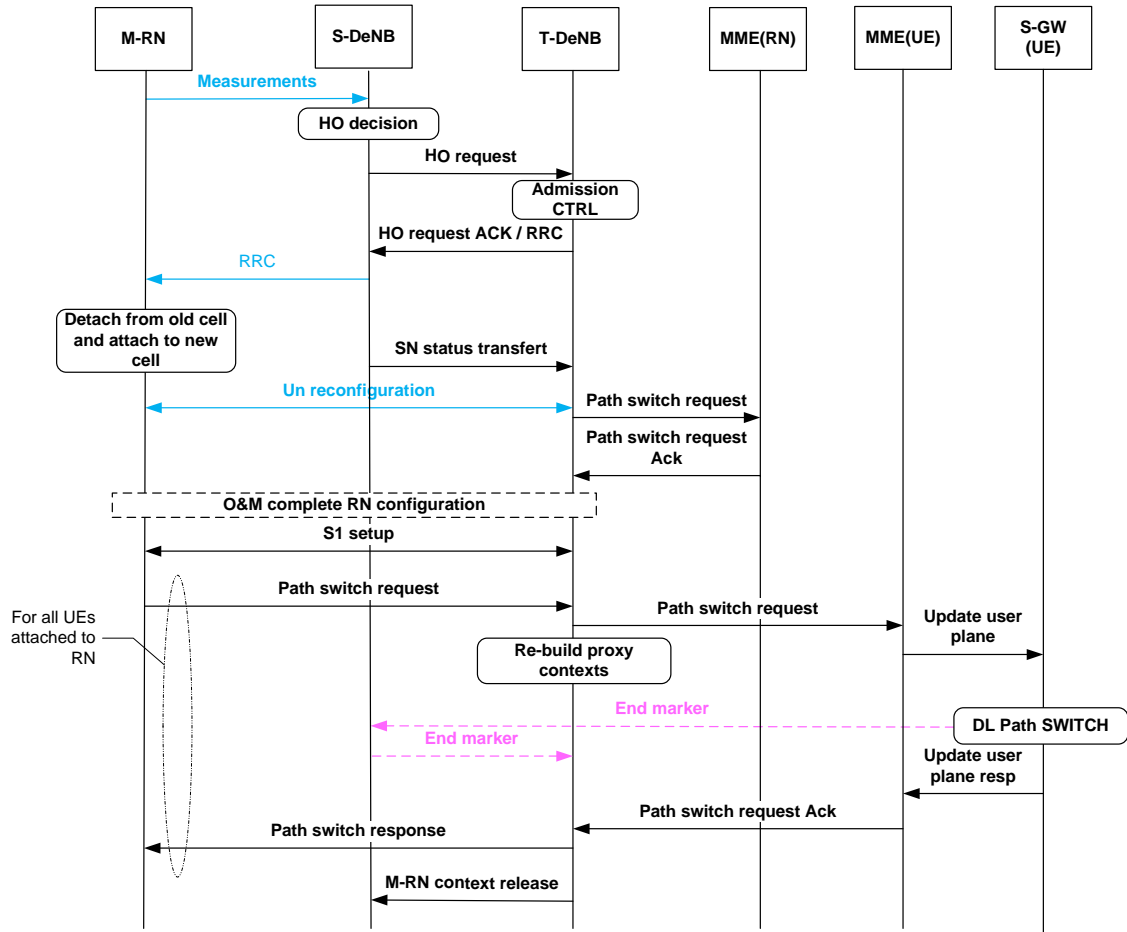 M-RN
S-DeNB
T-DeNB
MME(RN)
MME(UE)
S-GW
(UE)
Measurements
HO decision
HO request
Admission
CTRL
HO request ACK / RRC
RRC
Detach from old cell
and attach to new
cell
SN status transfert
Un reconfiguration
Path switch request
Path switch request
Ack
O&M complete RN configuration
S1 setup
Path switch request
For all UEs
attached to
RN
Path switch request
Update user
plane
Re-build proxy
contexts
End marker
DL Path SWITCH
End marker
Update user
plane resp
Path switch request Ack
Path switch response
M-RN context release